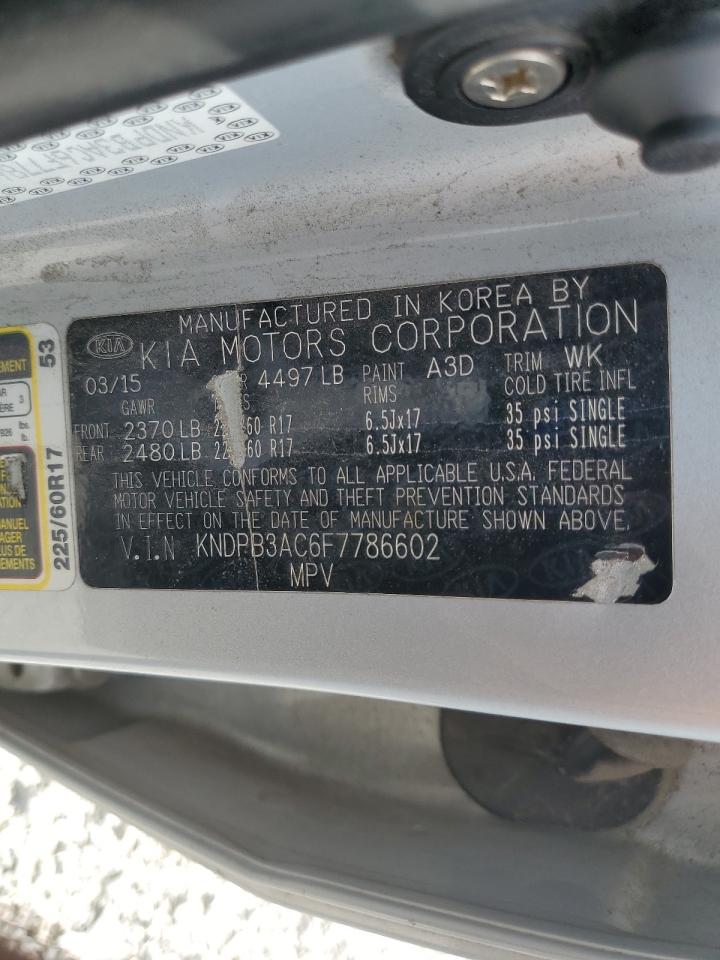 MANUFACTURED IN KOREA BY
KIA KIA MOTORS CORPORATION
03/15 4497 LB PAINT A3D TRIM WK
GAWR RIMS COLD TIRE INFL
FRONT 2370 LB 60 R17 6.5Jx17 35 psi SINGLE
REAR 2480 LB 60 R17 6.5Jx17 35 psi SINGLE
THIS VEHICLE CONFORMS TO ALL APPLICABLE U.S.A. FEDERAL
MOTOR VEHICLE SAFETY AND THEFT PREVENTION STANDARDS
IN EFFECT ON THE DATE OF MANUFACTURE SHOWN ABOVE.
V.I.N KNDPB3AC6F7786602
MPV
53
225/60R17